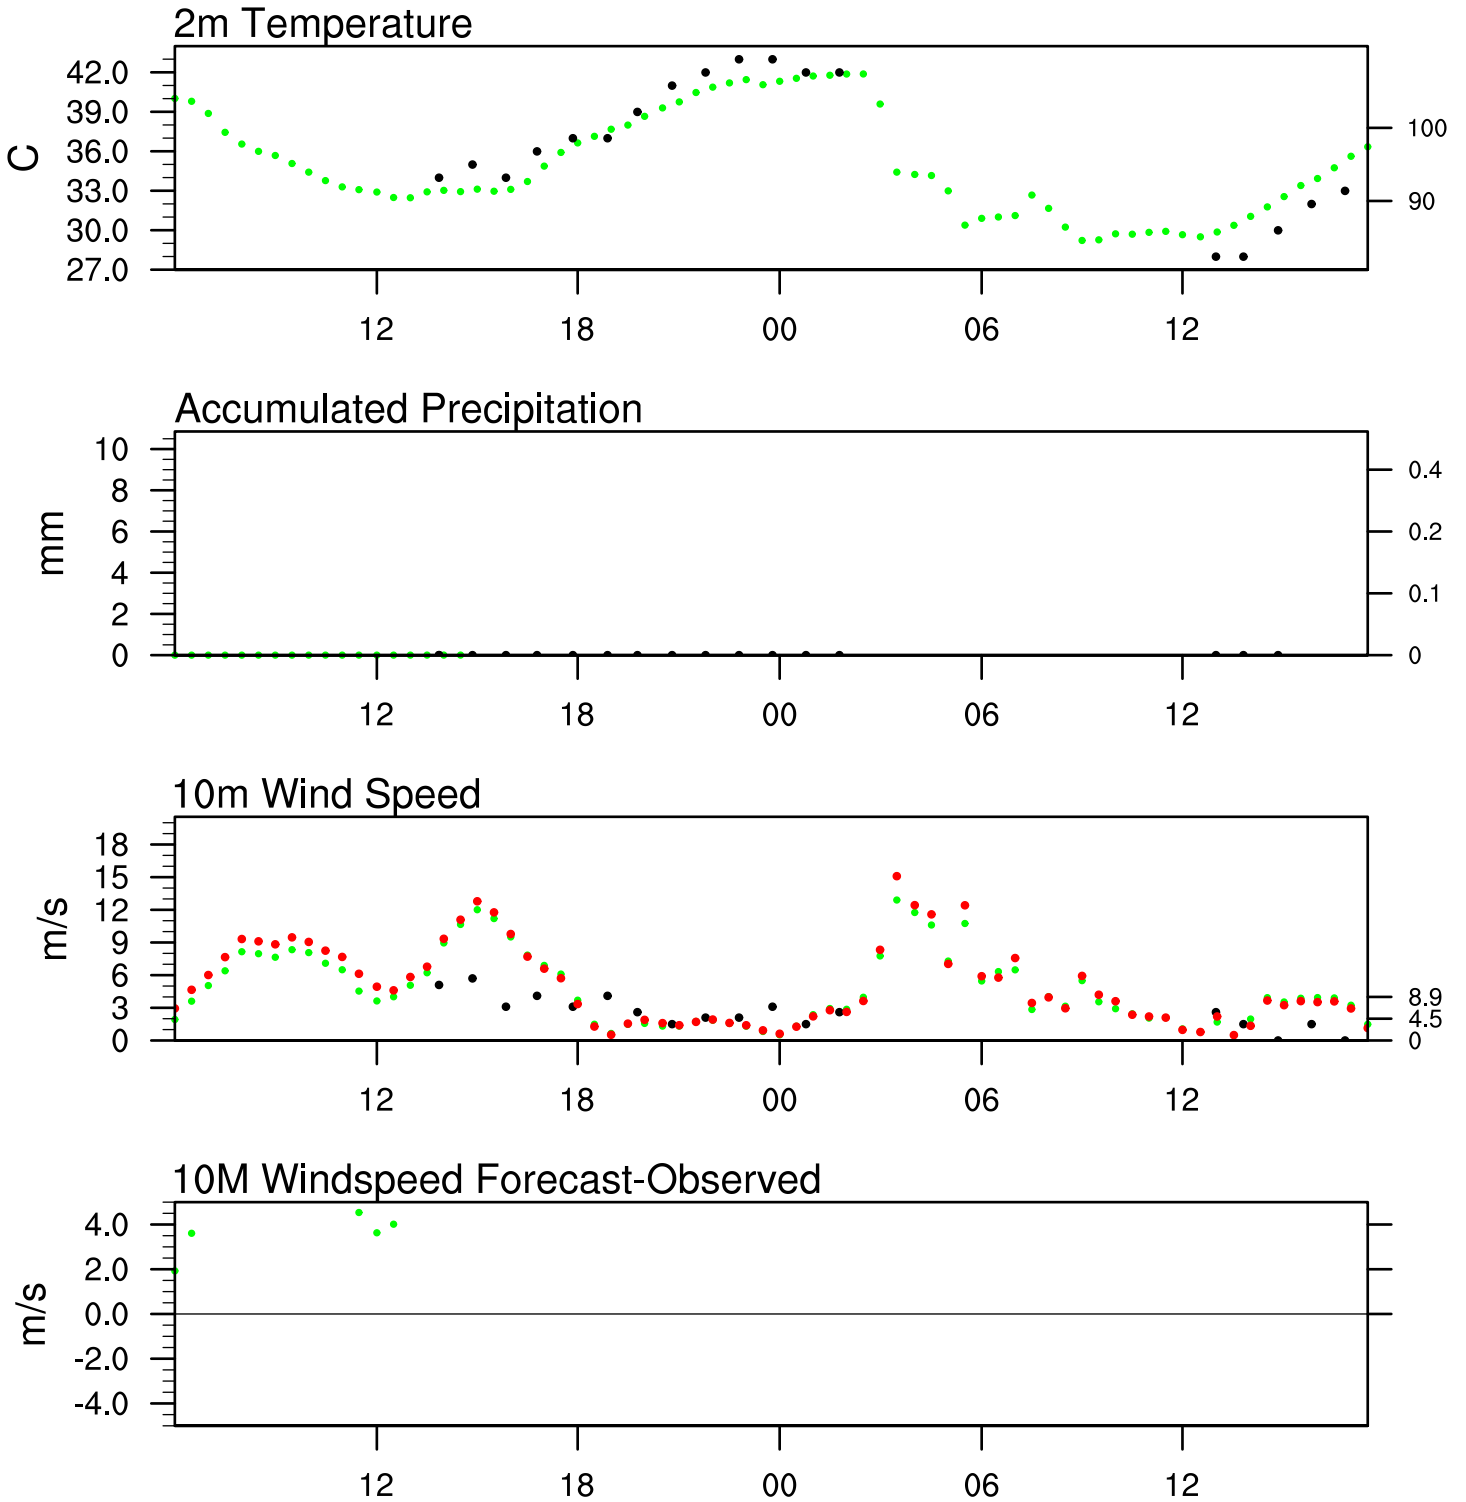 2m Temperature
42.0
39.0
36.0
33.0
30.0
27.0
C
100
90
12 18 00 06 12
Accumulated Precipitation
10
8
6
4
2
0
mm
0.4
0.2
0.1
0
12 18 00 06 12
10m Wind Speed
18
15
12
9
6
3
0
m/s
8.9
4.5
0
12 18 00 06 12
10M Windspeed Forecast-Observed
4.0
2.0
0.0
-2.0
-4.0
m/s
12 18 00 06 12